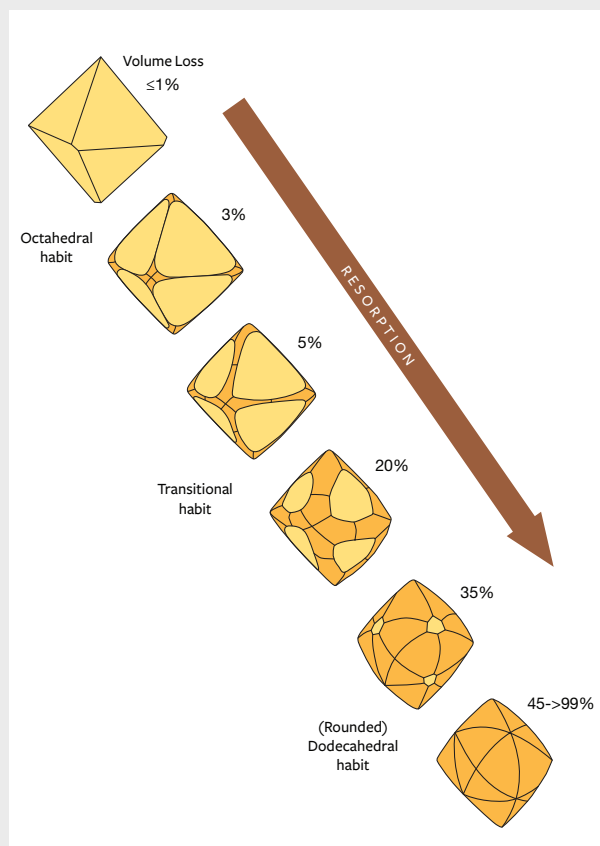 Volume Loss
≤1%
3%
Octahedral
habit
RESORPTION
5%
20%
Transitional
habit
35%
45->99%
(Rounded)
Dodecahedral
habit